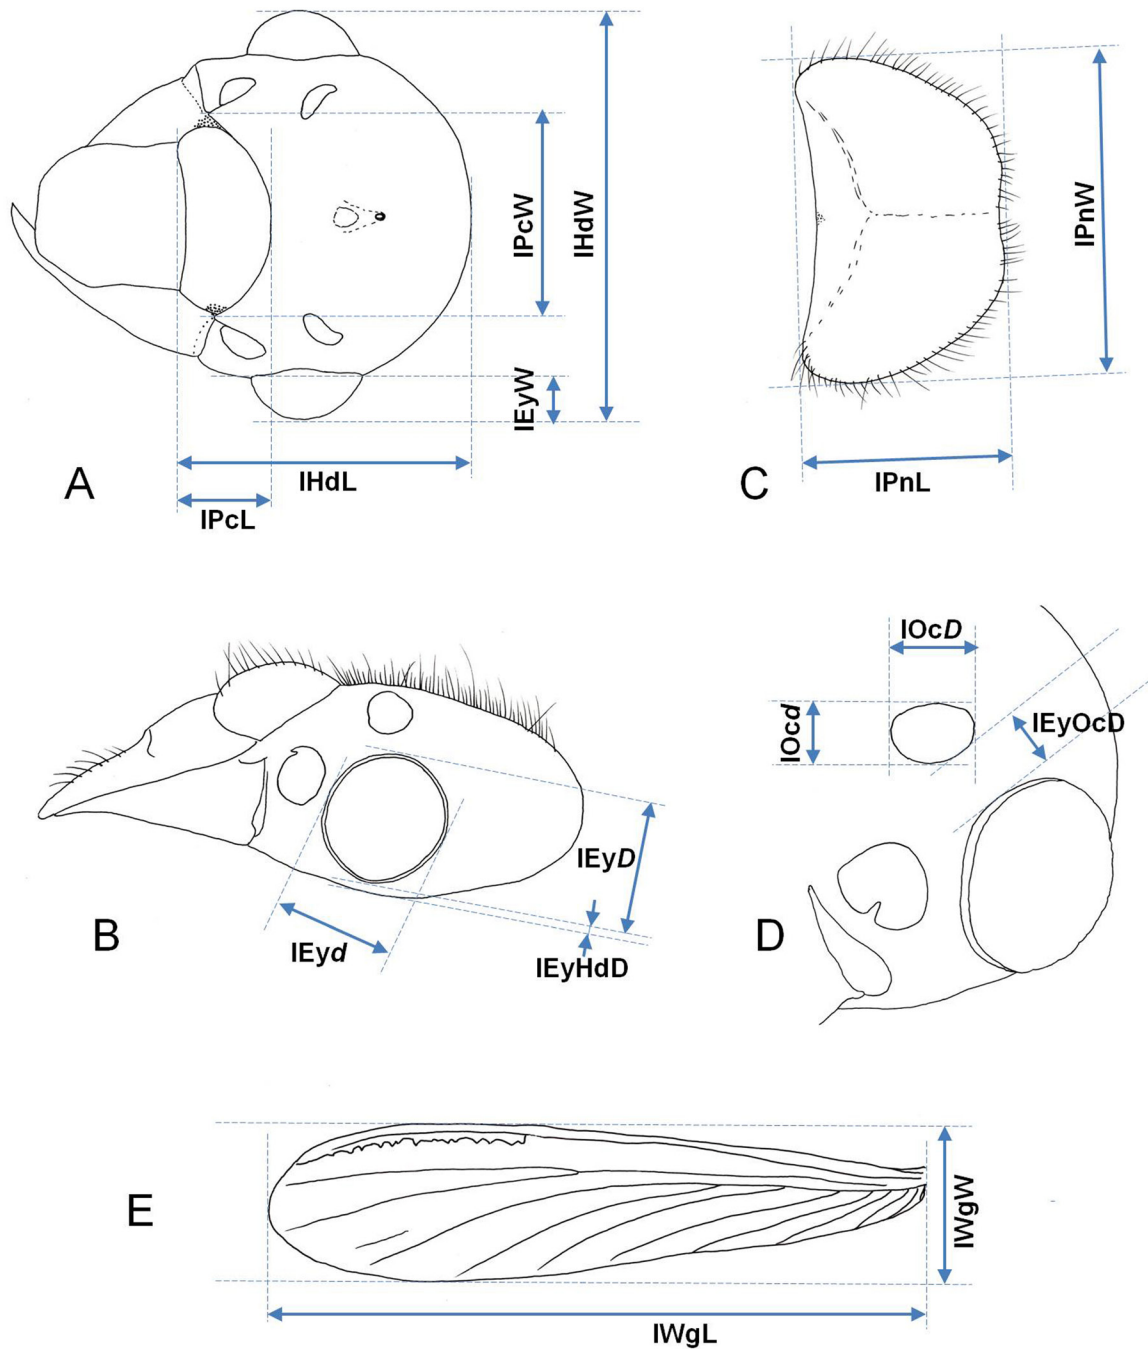 IPcW
IHdW
IEyW
IHdL
IPcL
A
IPnW
IPnL
C
IEyD
IEyd
IEyHdD
B
IOcD
IOcd
IEyOcD
D
E
IWgW
IWgL